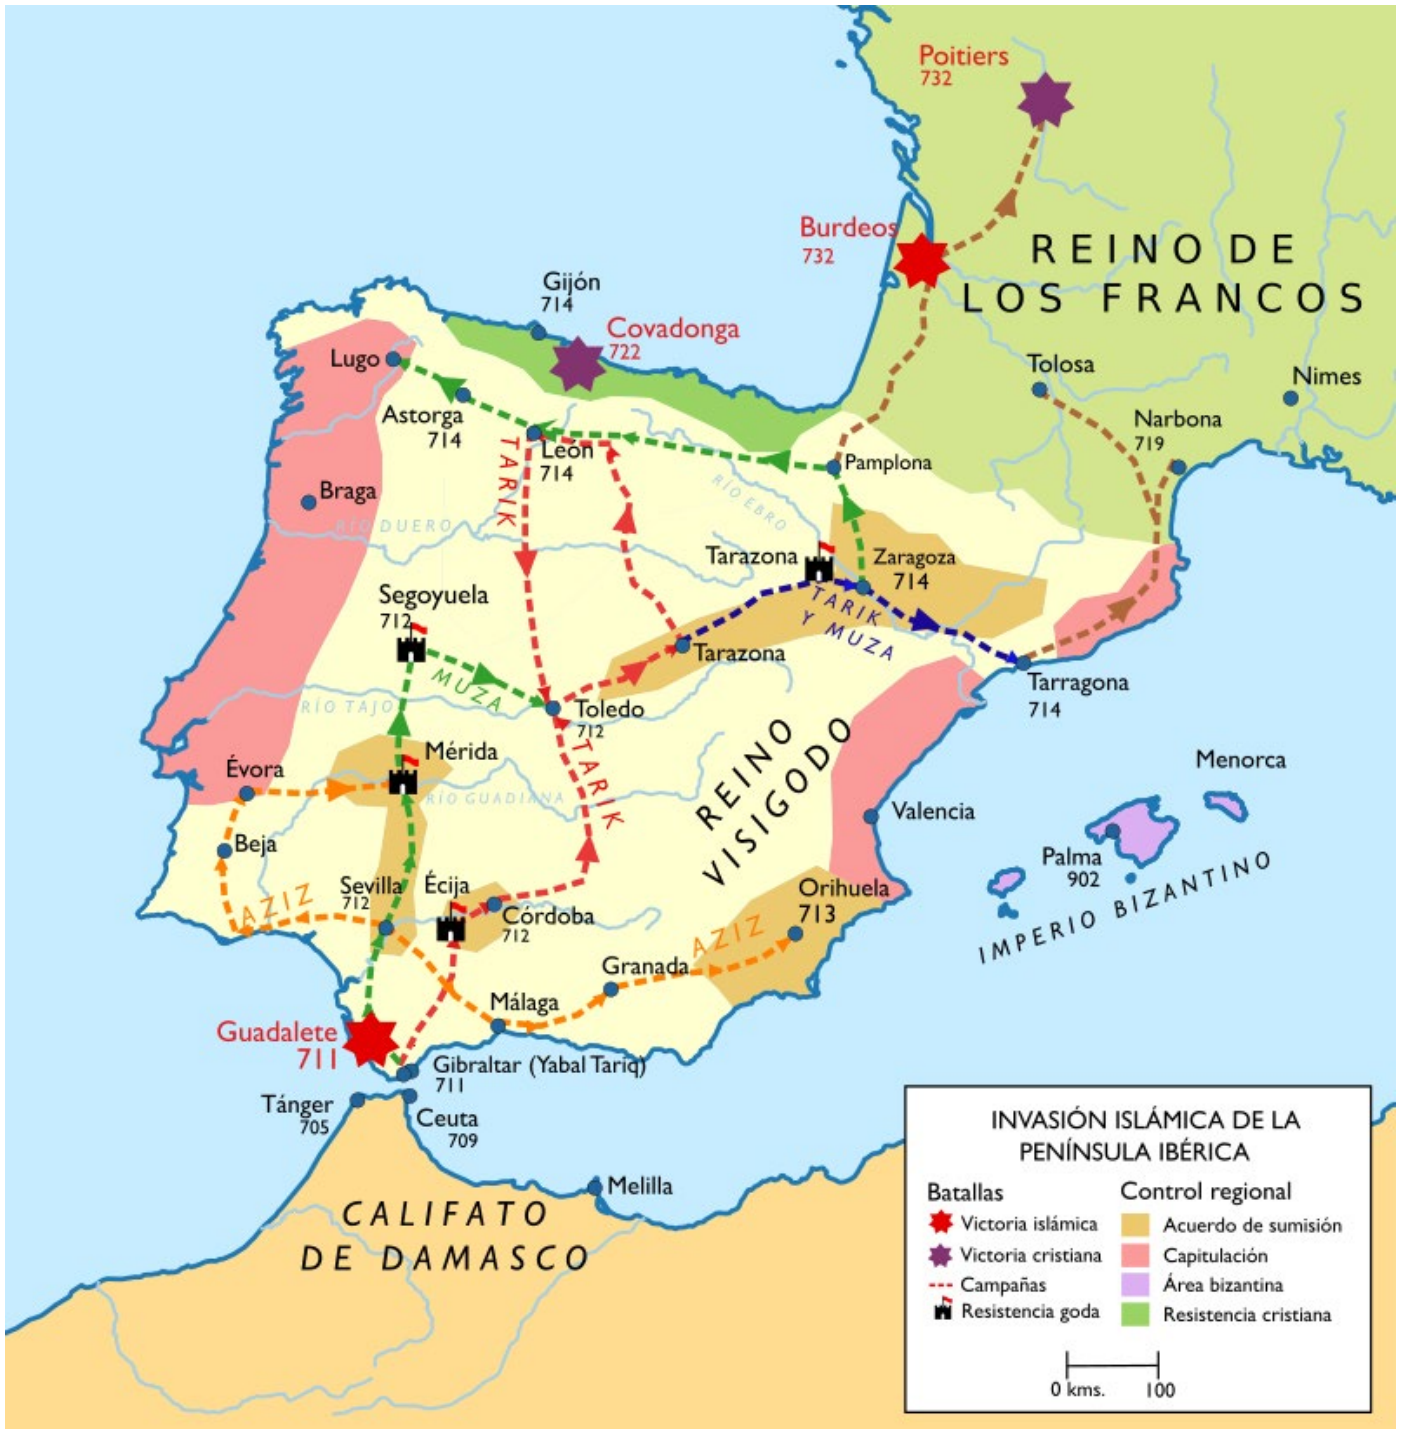 Poitiers
732
Burdeos
732
REINO DE
LOS FRANCOS
Gijón
714
Covadonga
722
Lugo
Tolosa
Nimes
Astorga
714
Narbona
719
León
714
TARIK
Pamplona
Braga
RÍO EBRO
RÍO DUERO
Tarazona
Zaragoza
714
Segoyuela
712
TARIK
Y MUZA
Tarazona
MUZA
Tarragona
714
RÍO TAJO
Toledo
712
REINO
VISIGODO
TARIK
Mérida
Menorca
Évora
RÍO GUADIANA
Valencia
Beja
Palma
902
IMPERIO BIZANTINO
Sevilla
712
Écija
Orihuela
713
AZIZ
Córdoba
712
AZIZ
Granada
Málaga
Guadalete
711
Gibraltar (Yabal Tariq)
711
Tánger
705
Ceuta
709
Melilla
CALIFATO
DE DAMASCO
INVASIÓN ISLÁMICA DE LA
PENÍNSULA IBÉRICA
Batallas
Victoria islámica
Victoria cristiana
Campañas
Resistencia goda
Control regional
Acuerdo de sumisión
Capitulación
Área bizantina
Resistencia cristiana
0 kms. 100